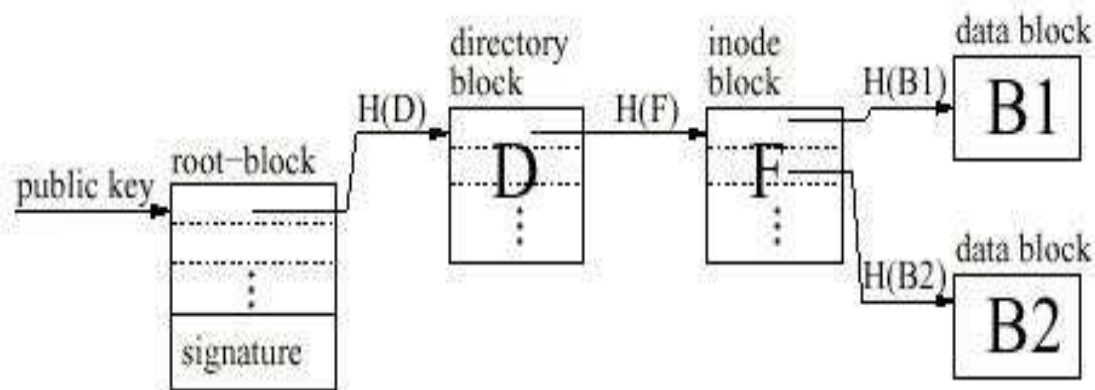 public key
root-block
signature
H(D)
directory
block
D
H(F)
inode
block
F
H(B1)
data block
B1
H(B2)
data block
B2